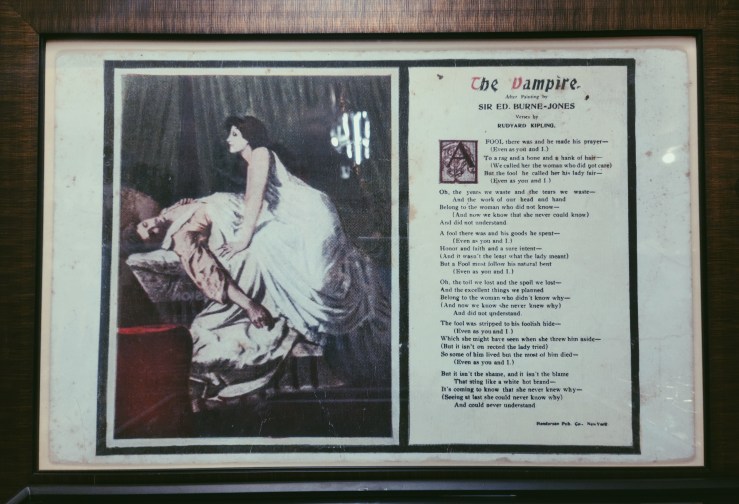 The Vampire.
After Painting by
SIR ED. BURNE-JONES
Verses by
RUDYARD KIPLING.
A FOOL there was and he made his prayer—
(Even as you and I.)
To a rag and a bone and a hank of hair—
(We called her the woman who did not care)
But the fool he called her his lady fair—
(Even as you and I.)
Oh, the years we waste and the tears we waste—
And the work of our head and hand
Belong to the woman who did not know—
(And now we know that she never could know)
And did not understand.
A fool there was and his goods he spent—
(Even as you and I.)
Honor and faith and a sure intent—
(And it wasn't the least what the lady meant)
But a Fool must follow his natural bent
(Even as you and I.)
Oh, the toil we lost and the spoil we lost—
And the excellent things we planned
Belong to the woman who didn't know why—
(And now we know she never knew why)
And did not understand
The fool was stripped to his foolish hide—
(Even as you and I.)
Which she might have seen when she threw him aside—
(But it isn't on record the lady tried)
So some of him lived but the most of him died—
(Even as you and I.)
But it isn't the shame, and it isn't the blame
That sting like a white hot brand—
It's coming to know that she never knew why—
(Seeing at last she could never know why)
And could never understand
Henderson Pub. Co., New York